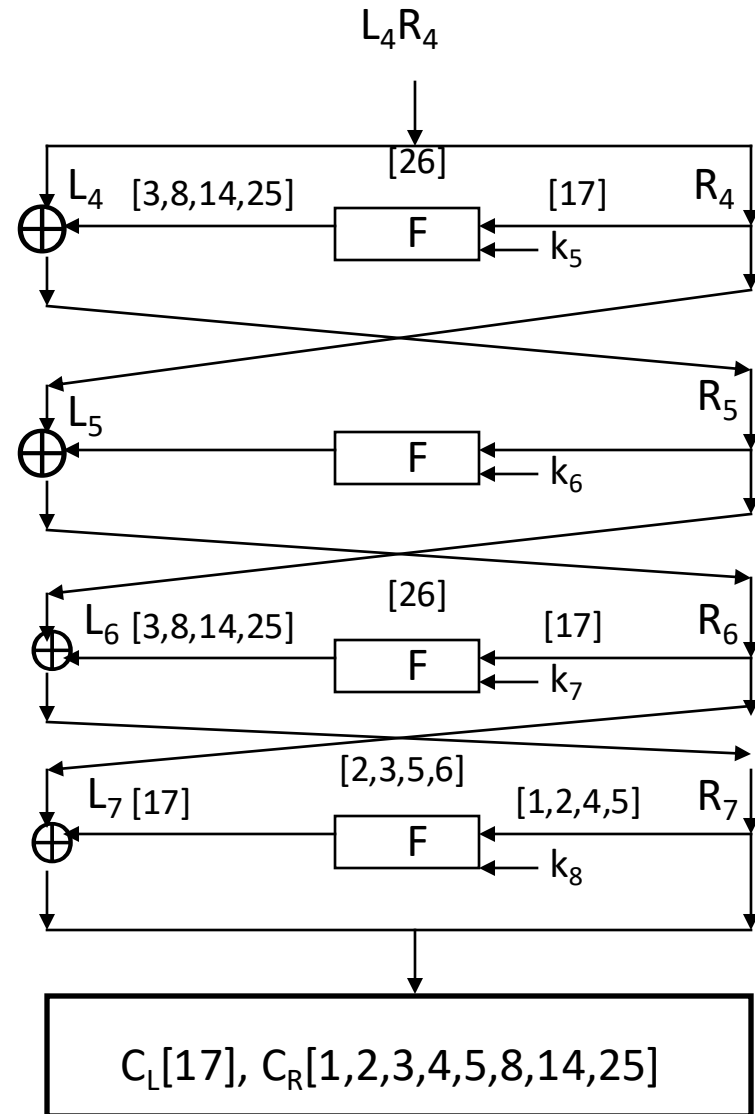 L₄R₄
[26]
L₄ [3,8,14,25] F [17] R₄
k₅
L₅ F R₅
k₆
[26]
L₆ [3,8,14,25] F [17] R₆
k₇
[2,3,5,6]
L₇ [17] F [1,2,4,5] R₇
k₈
C_L[17], C_R[1,2,3,4,5,8,14,25]